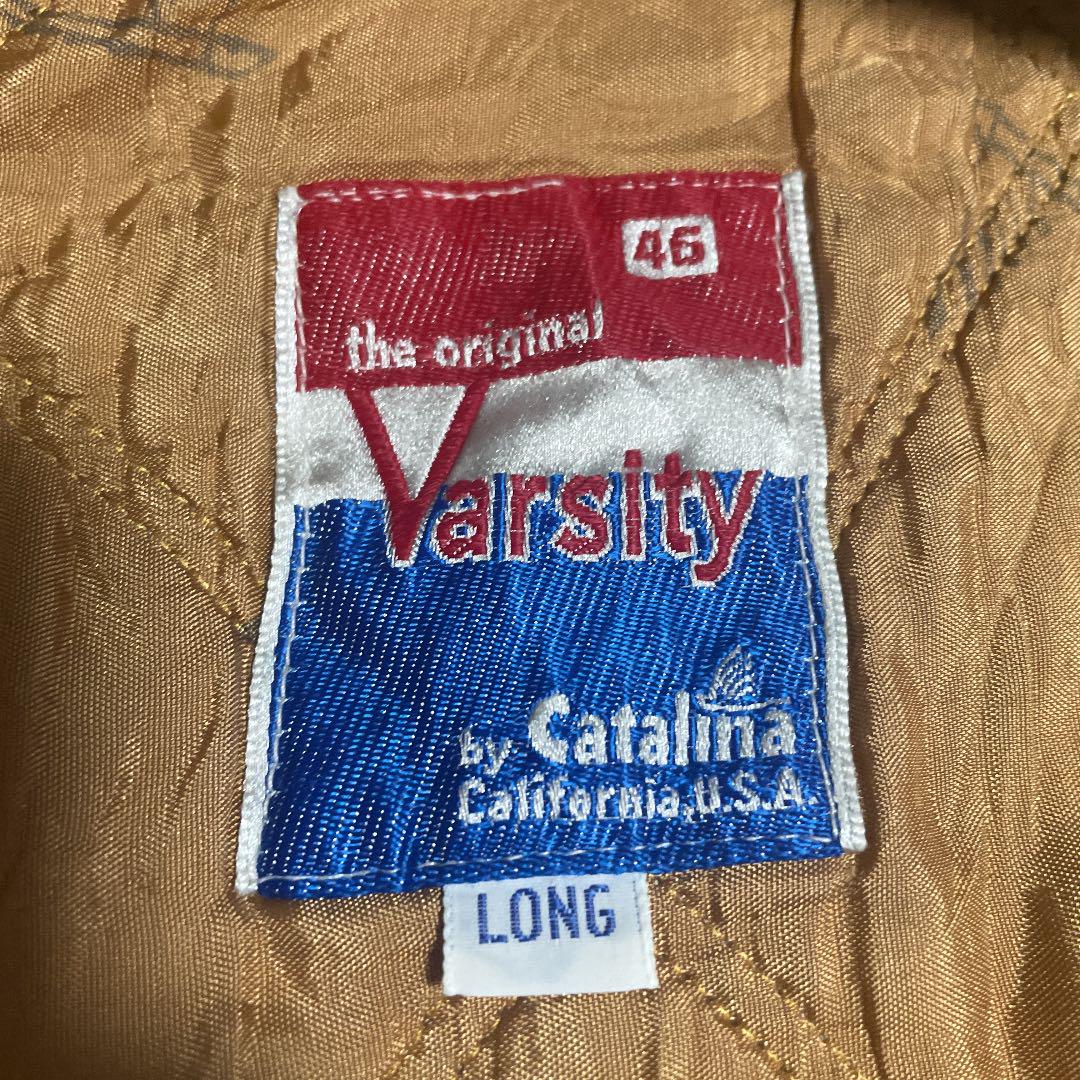 46
the original
Varsity
by Catalina
California, U.S.A.
LONG